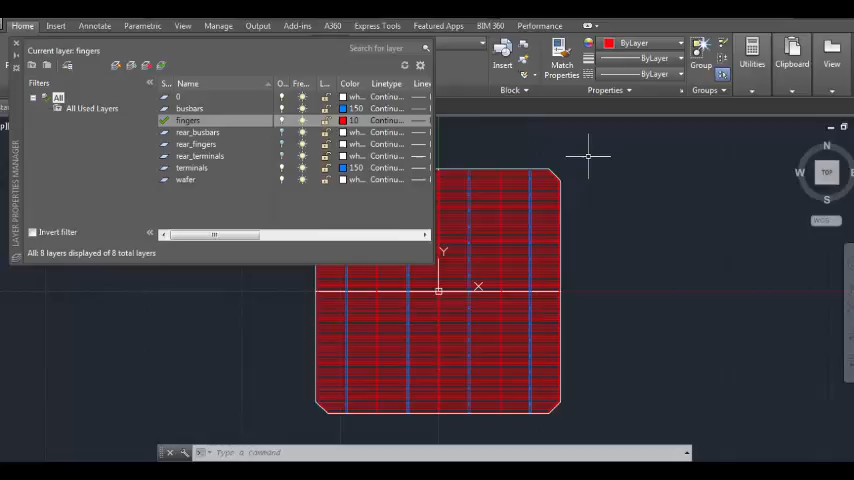 Home Insert Annotate Parametric View Manage Output Add-ins A360 Express Tools Featured Apps BIM 360 Performance
Current layer: fingers
Search for layer
ByLayer
ByLayer
ByLayer
Insert
Match
Properties
Group
Utilities
Clipboard
View
Block
Properties
Groups
Filters
S... Name O.. Fre... L... Color Linetype Linew
All
All Used Layers
0 wh... Continu...
busbars 150 Continu...
fingers 10 Continu...
rear_busbars wh... Continu...
rear_fingers wh... Continu...
rear_terminals wh... Continu...
terminals 150 Continu...
wafer wh... Continu...
Invert filter
All: 8 layers displayed of 8 total layers
LAYER PROPERTIES MANAGER
N
W TOP E
S
WCS
Y
X
Type a command